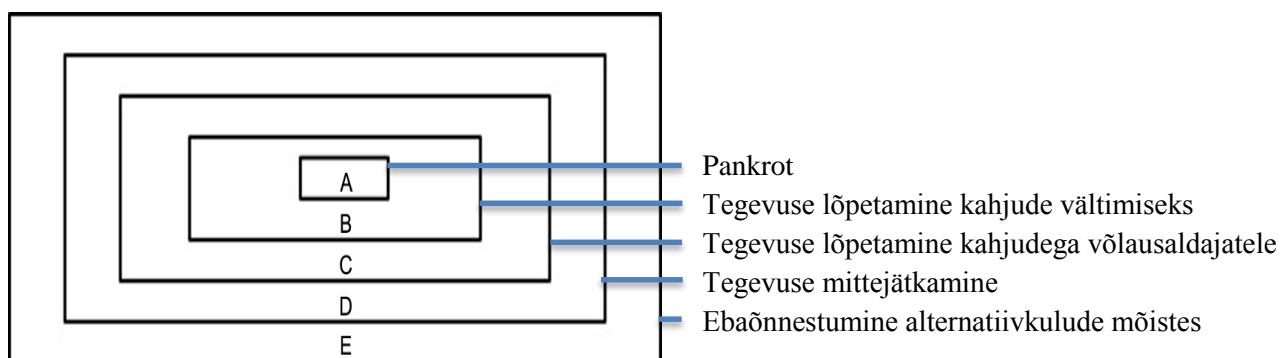 A
B
C
D
E
Pankrot
Tegevuse lõpetamine kahjude vältimiseks
Tegevuse lõpetamine kahjudega võlausaldajatele
Tegevuse mittejätkamine
Ebaõnnestumine alternatiivkulude mõistes